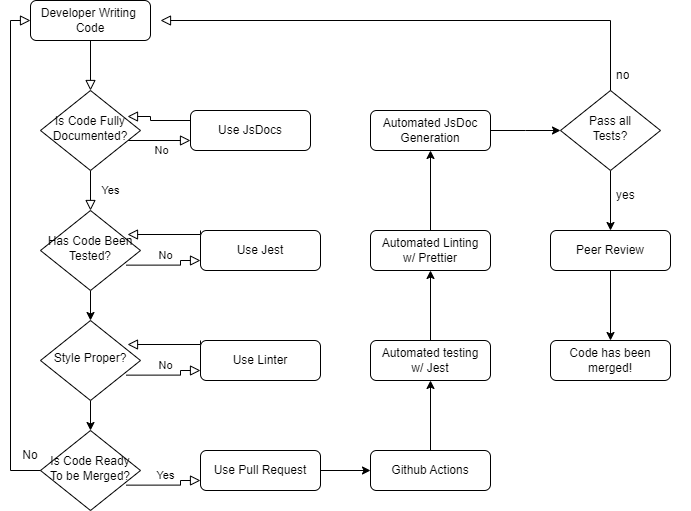 Developer Writing
Code
no
Is Code Fully
Documented?
Use JsDocs
No
Automated JsDoc
Generation
Pass all
Tests?
Yes
yes
Has Code Been
Tested?
No
Use Jest
Automated Linting
w/ Prettier
Peer Review
Style Proper?
No
Use Linter
Automated testing
w/ Jest
Code has been
merged!
No
Is Code Ready
To be Merged?
Yes
Use Pull Request
Github Actions